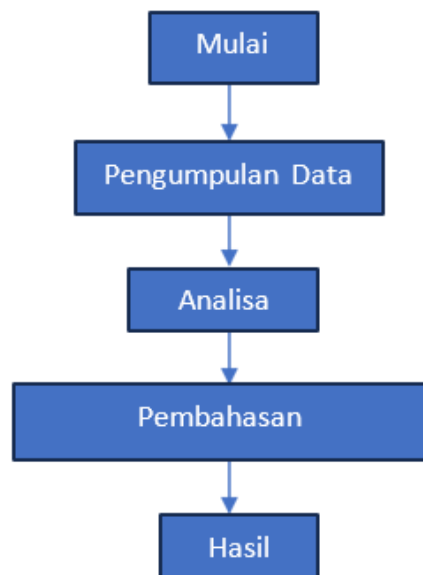 Mulai
Pengumpulan Data
Analisa
Pembahasan
Hasil